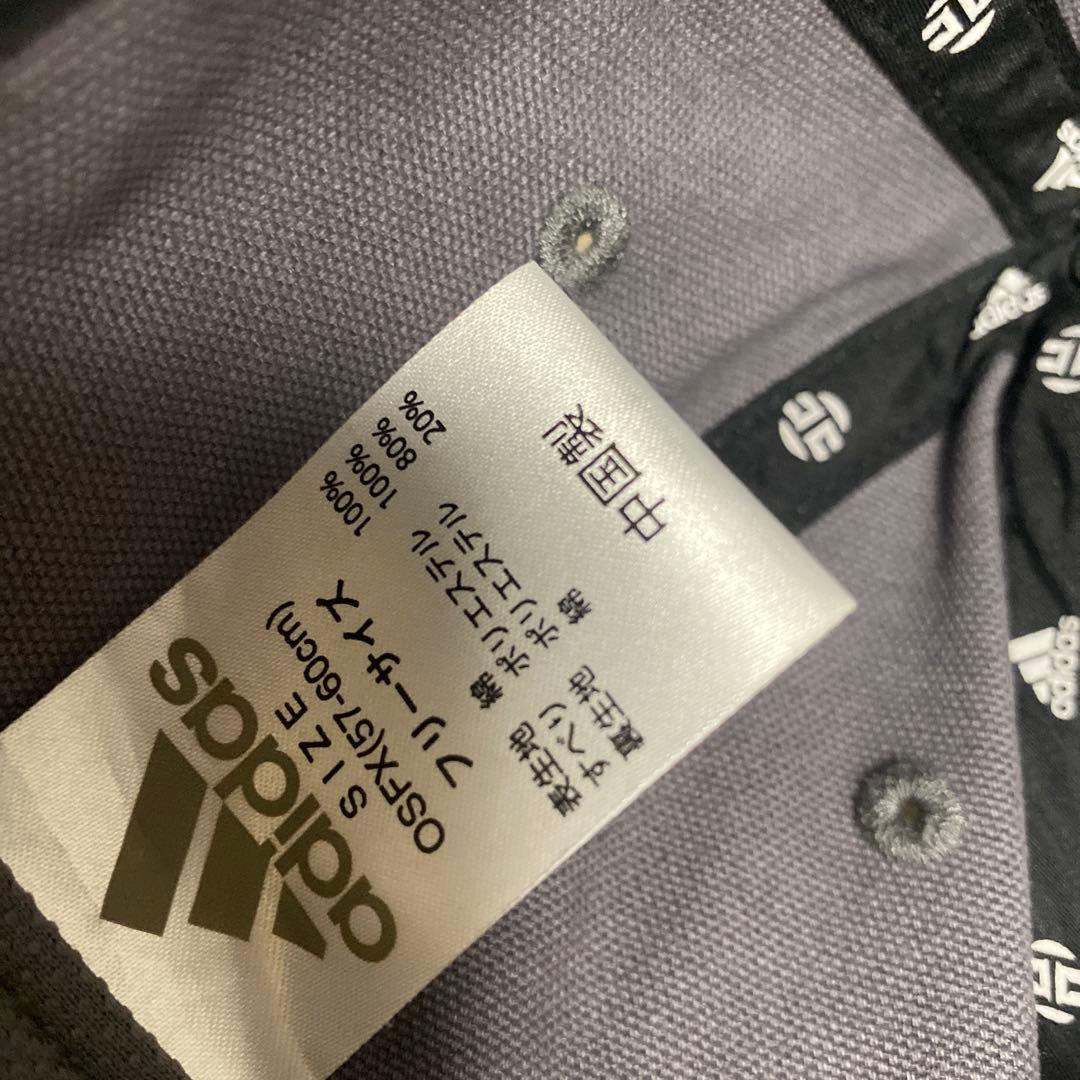 adidas
SIZE
OSFX(57-60cm)
フリーサイズ
表生地 綿 100%
すべり ポリエステル 100%
裏生地 ポリエステル 80%
綿 20%
中国製
adidas
adidas